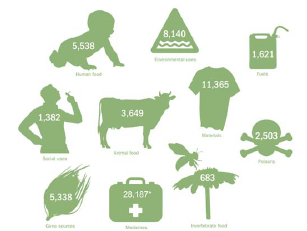 5,538
Human food
8,140
Environmental uses
1,621
Fuels
1,382
Social uses
3,649
Animal food
11,365
Materials
2,503
Poisons
5,338
Gene sources
28,187*
Medicines
683
Invertebrate food